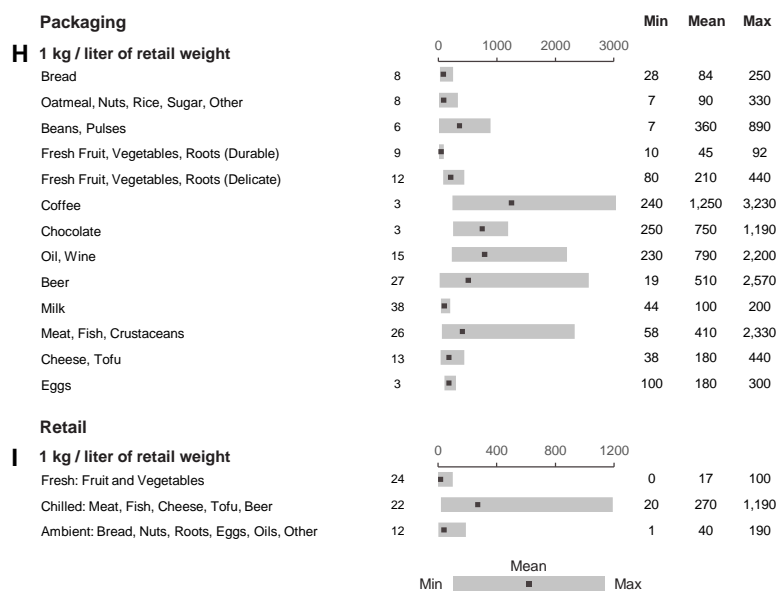 Packaging Min Mean Max
H 1 kg / liter of retail weight 0 1000 2000 3000
Bread 8 28 84 250
Oatmeal, Nuts, Rice, Sugar, Other 8 7 90 330
Beans, Pulses 6 7 360 890
Fresh Fruit, Vegetables, Roots (Durable) 9 10 45 92
Fresh Fruit, Vegetables, Roots (Delicate) 12 80 210 440
Coffee 3 240 1,250 3,230
Chocolate 3 250 750 1,190
Oil, Wine 15 230 790 2,200
Beer 27 19 510 2,570
Milk 38 44 100 200
Meat, Fish, Crustaceans 26 58 410 2,330
Cheese, Tofu 13 38 180 440
Eggs 3 100 180 300
Retail
I 1 kg / liter of retail weight 0 400 800 1200
Fresh: Fruit and Vegetables 24 0 17 100
Chilled: Meat, Fish, Cheese, Tofu, Beer 22 20 270 1,190
Ambient: Bread, Nuts, Roots, Eggs, Oils, Other 12 1 40 190
Mean
Min Max